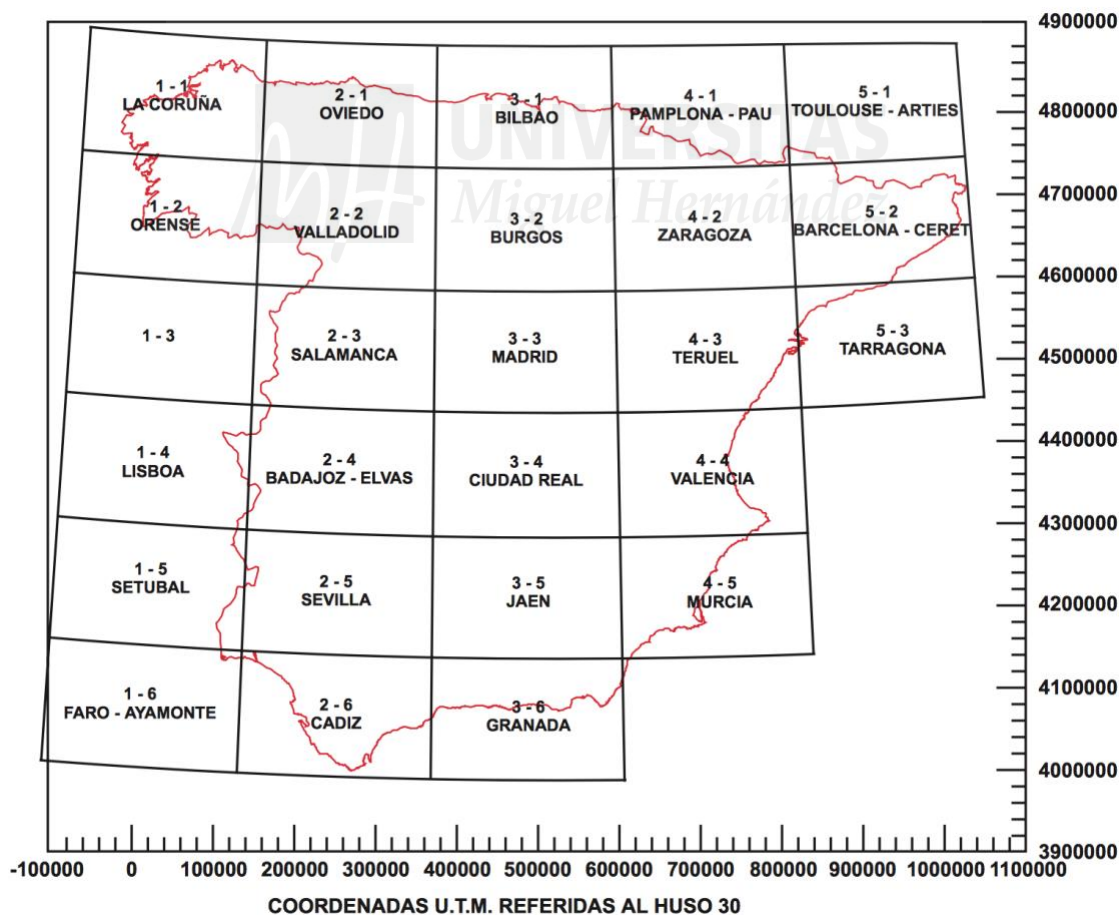 4900000
1 - 1
LA CORUÑA
2 - 1
OVIEDO
3 - 1
BILBAO
4 - 1
PAMPLONA - PAU
5 - 1
TOULOUSE - ARTIES
4800000
UNIVERSITAS
Miguel Hernández
4700000
1 - 2
ORENSE
2 - 2
VALLADOLID
3 - 2
BURGOS
4 - 2
ZARAGOZA
5 - 2
BARCELONA - CERET
4600000
1 - 3
2 - 3
SALAMANCA
3 - 3
MADRID
4 - 3
TERUEL
5 - 3
TARRAGONA
4500000
4400000
1 - 4
LISBOA
2 - 4
BADAJOZ - ELVAS
3 - 4
CIUDAD REAL
4 - 4
VALENCIA
4300000
1 - 5
SETUBAL
2 - 5
SEVILLA
3 - 5
JAEN
4 - 5
MURCIA
4200000
4100000
1 - 6
FARO - AYAMONTE
2 - 6
CADIZ
3 - 6
GRANADA
4000000
3900000
-100000 0 100000 200000 300000 400000 500000 600000 700000 800000 900000 1000000 1100000
COORDENADAS U.T.M. REFERIDAS AL HUSO 30